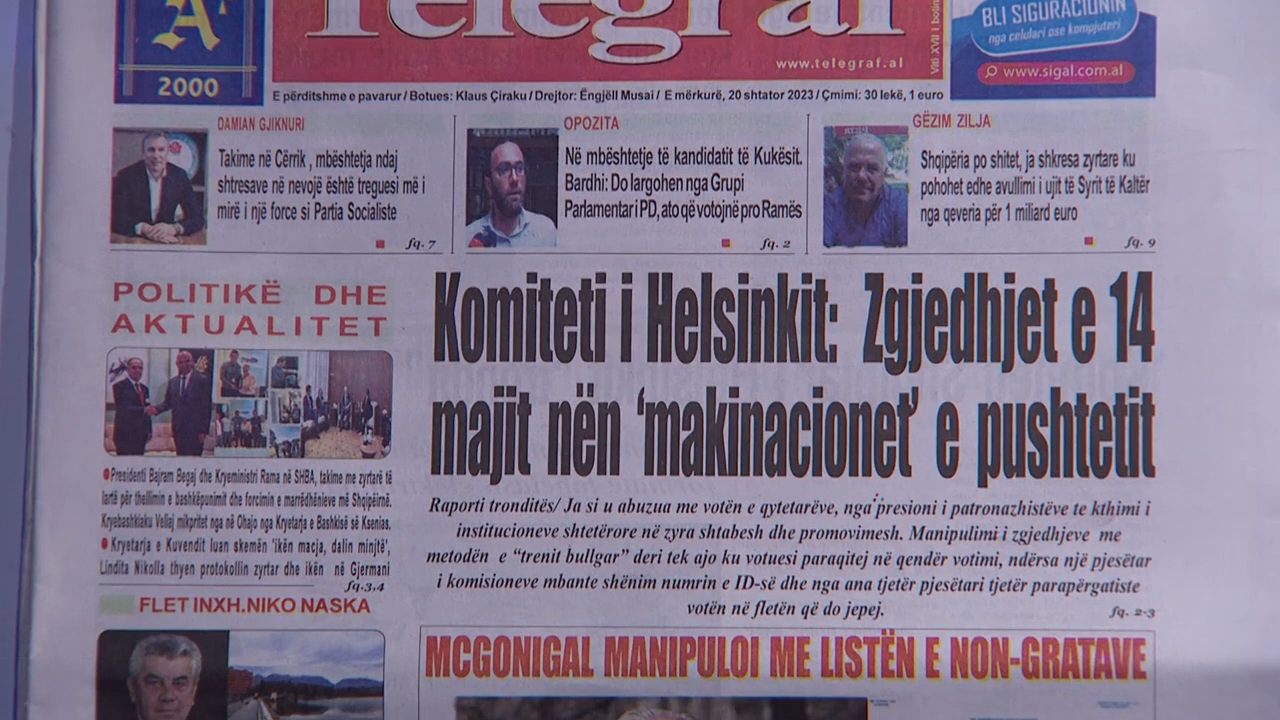 A
2000
Telegraf
www.telegraf.al
Viti XVII i botim
BLI SIGURACIONIN
nga celulari ose kompjuteri
www.sigal.com.al
E përditshme e pavarur / Botues: Klaus Çiraku / Drejtor: Ëngjëll Musai / E mërkurë, 20 shtator 2023 / Çmimi: 30 lekë, 1 euro
DAMIAN GJIKNURI
Takime në Cërrik , mbështetja ndaj
shtresave në nevojë është treguesi më i
mirë i një force si Partia Socialiste
fq. 7
OPOZITA
Në mbështetje të kandidatit të Kukësit.
Bardhi: Do largohen nga Grupi
Parlamentar i PD, ato që votojnë pro Ramës
fq. 2
GËZIM ZILJA
Shqipëria po shitet, ja shkresa zyrtare ku
pohohet edhe avullimi i ujit të Syrit të Kaltër
nga qeveria për 1 miliard euro
fq. 9
POLITIKË DHE
AKTUALITET
Presidenti Bajram Begaj dhe Kryeministri Rama në SHBA, takime me zyrtarë të
lartë për thellimin e bashkëpunimit dhe forcimin e marrëdhënieve më Shqipëimë.
Kryebashkiaku Veliaj mikpritet nga në Ohajo nga Kryetarja e Bashkisë së Ksenias.
Kryetarja e Kuvendit luan skemën 'ikën macja, dalin minjtë',
Lindita Nikolla thyen protokollin zyrtar dhe ikën në Gjermani
fq.3,4
FLET INXH.NIKO NASKA
Komiteti i Helsinkit: Zgjedhjet e 14
majit nën 'makinacionet' e pushtetit
Raporti tronditës/ Ja si u abuzua me votën e qytetarëve, nga presioni i patronazhistëve te kthimi i
institucioneve shtetërore në zyra shtabesh dhe promovimesh. Manipulimi i zgjedhjeve me
metodën e “trenit bullgar” deri tek ajo ku votuesi paraqitej në qendër votimi, ndërsa një pjesëtar
i komisioneve mbante shënim numrin e ID-së dhe nga ana tjetër pjesëtari tjetër parapërgatiste
votën në fletën që do jepej.
fq. 2-3
MCGONIGAL MANIPULOI ME LISTËN E NON-GRATAVE